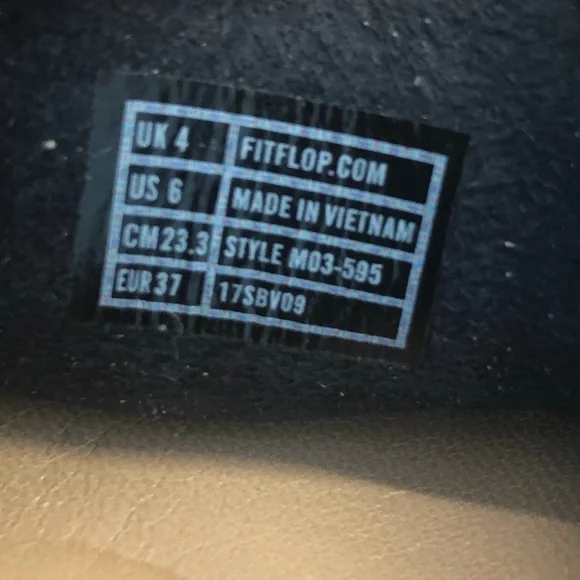 UK 4 FITFLOP.COM
US 6 MADE IN VIETNAM
CM 23.3 STYLE M03-595
EUR 37 17SBV09